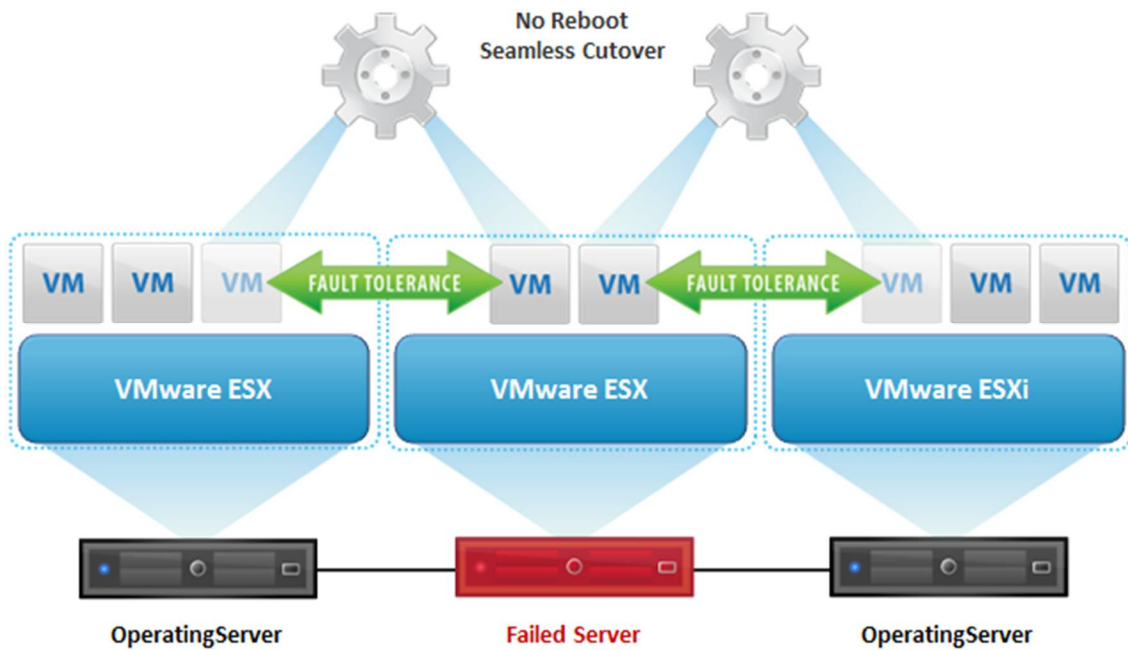 No Reboot
Seamless Cutover
VM VM VM FAULT TOLERANCE VM VM FAULT TOLERANCE VM VM VM
VMware ESX VMware ESX VMware ESXi
OperatingServer Failed Server OperatingServer